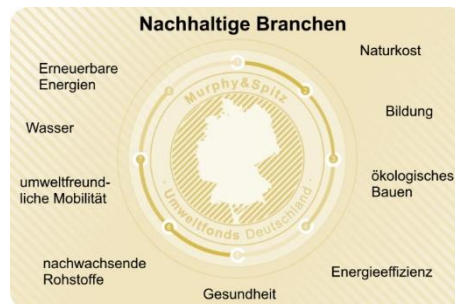 Nachhaltige Branchen
Naturkost
Erneuerbare
Energien
Murphy&Spitz
Bildung
Wasser
umweltfreund-
liche Mobilität
ökologisches
Bauen
· Umweltfonds Deutschland ·
nachwachsende
Rohstoffe
Energieeffizienz
Gesundheit